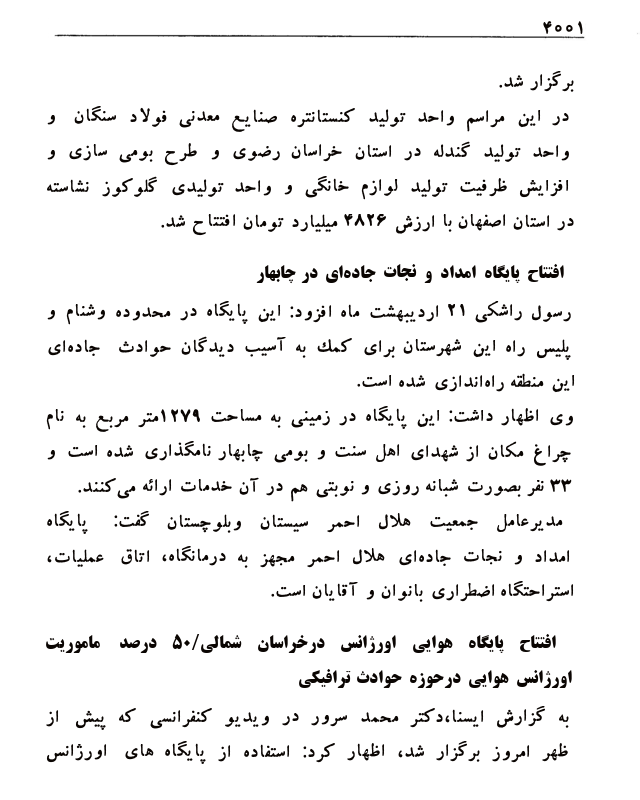 ۴۰۰۱
برگزار شد.
در این مراسم واحد تولید کنستانتره صنایع معدنی فولاد سنگان و
واحد تولید گندله در استان خراسان رضوی و طرح بومی سازی و
افزایش ظرفیت تولید لوازم خانگی و واحد تولیدی گلوکوز نشاسته
در استان اصفهان با ارزش ۴۸۲۶ میلیارد تومان افتتاح شد.
افتتاح پایگاه امداد و نجات جاده‌ای در چابهار
رسول راشکی ۲۱ اردیبهشت ماه افزود: این پایگاه در محدوده وشنام و
پلیس راه این شهرستان برای کمك به آسیب دیدگان حوادث جاده‌ای
این منطقه راه‌اندازی شده است.
وی اظهار داشت: این پایگاه در زمینی به مساحت ۱۲۷۹متر مربع به نام
چراغ مکان از شهدای اهل سنت و بومی چابهار نامگذاری شده است و
۳۳ نفر بصورت شبانه روزی و نوبتی هم در آن خدمات ارائه می‌کنند.
مدیرعامل جمعیت هلال احمر سیستان وبلوچستان گفت: پایگاه
امداد و نجات جاده‌ای هلال احمر مجهز به درمانگاه، اتاق عملیات،
استراحتگاه اضطراری بانوان و آقایان است.
افتتاح پایگاه هوایی اورژانس درخراسان شمالی/۵۰ درصد ماموریت
اورژانس هوایی درحوزه حوادث ترافیکی
به گزارش ایسنا،دکتر محمد سرور در ویدیو کنفرانسی که پیش از
ظهر امروز برگزار شد، اظهار کرد: استفاده از پایگاه های اورژانس